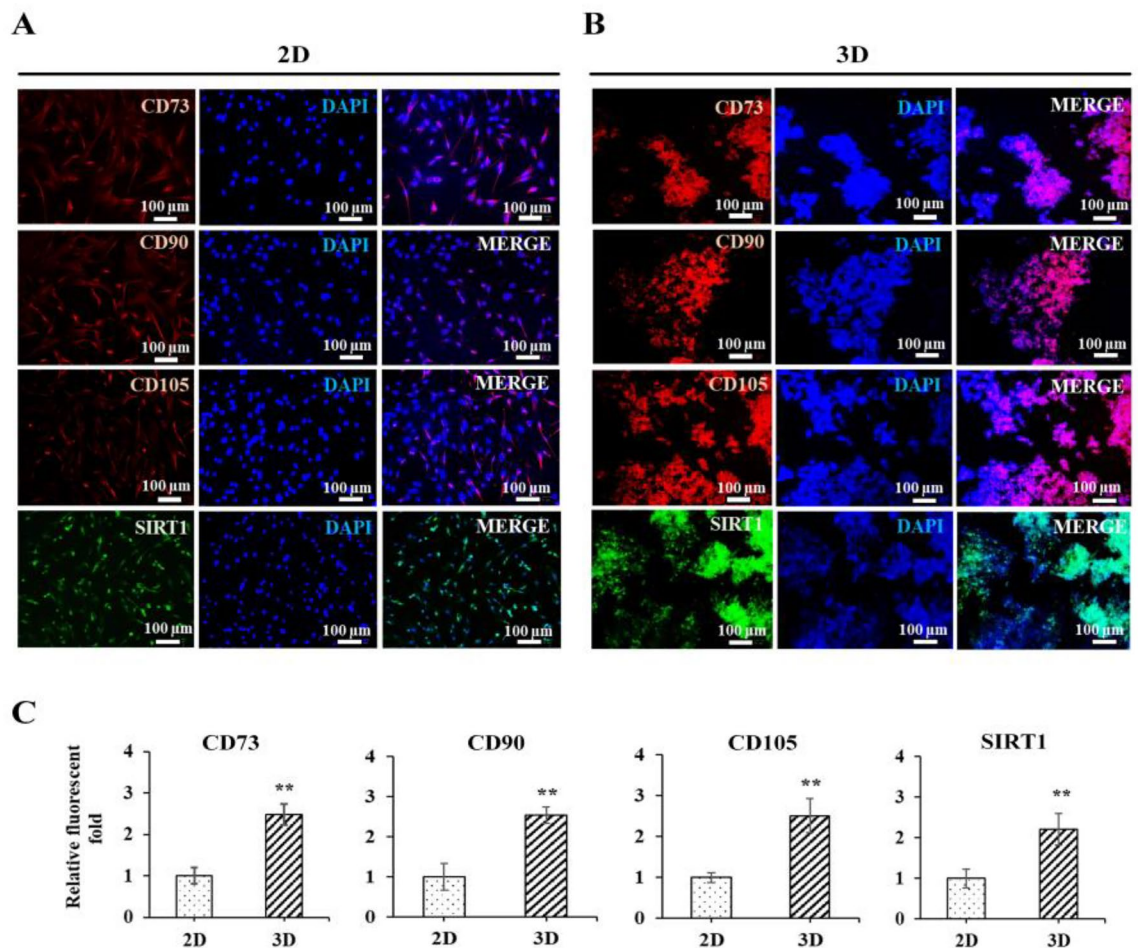 A
B
2D
3D
CD73 DAPI
100 µm 100 µm 100 µm
CD90 DAPI MERGE
100 µm 100 µm 100 µm
CD105 DAPI MERGE
100 µm 100 µm 100 µm
SIRT1 DAPI MERGE
100 µm 100 µm 100 µm
CD73 DAPI MERGE
100 µm 100 µm 100 µm
CD90 DAPI MERGE
100 µm 100 µm 100 µm
CD105 DAPI MERGE
100 µm 100 µm 100 µm
SIRT1 DAPI MERGE
100 µm 100 µm 100 µm
C
Relative fluorescent
fold
CD73
4
3
2
1
0
**
2D 3D
CD90
4
3
2
1
0
**
2D 3D
CD105
4
3
2
1
0
**
2D 3D
SIRT1
4
3
2
1
0
**
2D 3D